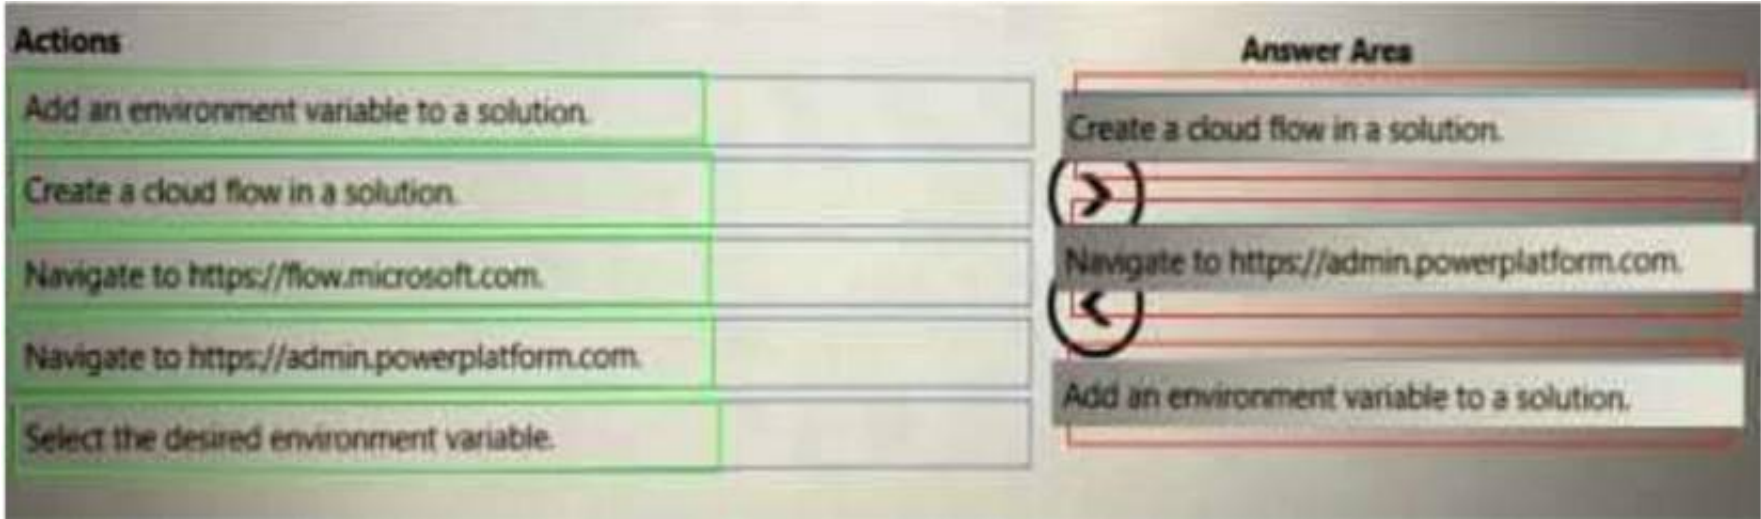 Actions
Add an environment variable to a solution.
Create a cloud flow in a solution.
Navigate to https://flow.microsoft.com.
Navigate to https://admin.powerplatform.com.
Select the desired environment variable.
Answer Area
Create a cloud flow in a solution.
Navigate to https://admin.powerplatform.com.
Add an environment variable to a solution.